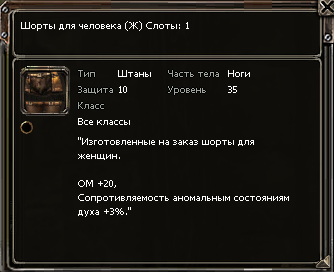 Шорты для человека (Ж) Слоты: 1
Тип Штаны Часть тела Ноги
Защита 10 Уровень 35
Класс
Все классы
"Изготовленные на заказ шорты для
женщин.
ОМ +20,
Сопротивляемость аномальным состояниям
духа +3%."